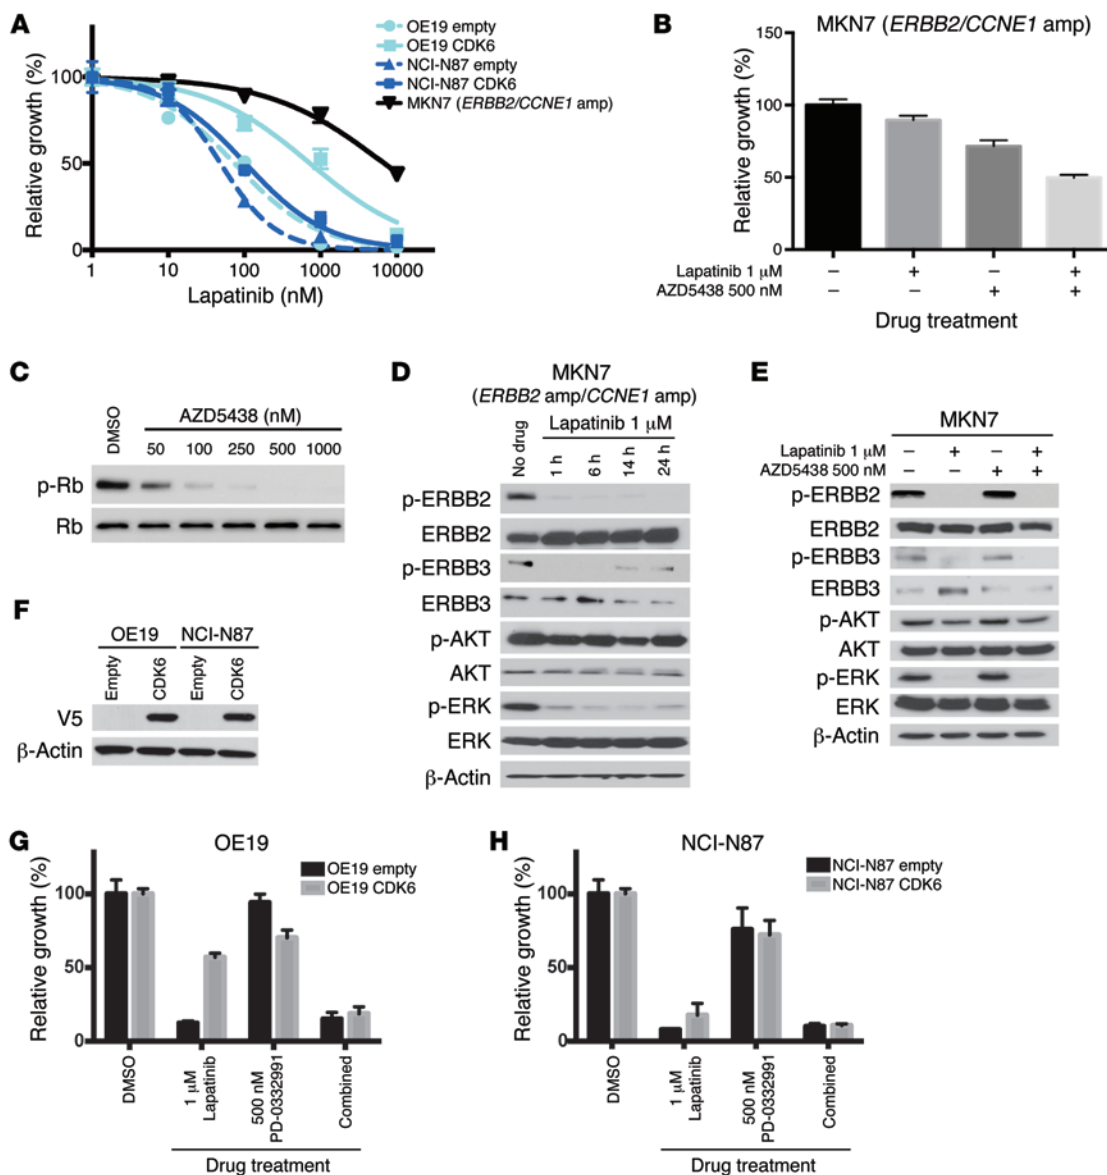 A
OE19 empty
OE19 CDK6
NCI-N87 empty
NCI-N87 CDK6
MKN7 (ERBB2/CCNE1 amp)
Relative growth (%)
100
50
0
1 10 100 1000 10000
Lapatinib (nM)
B
MKN7 (ERBB2/CCNE1 amp)
Relative growth (%)
150
100
50
0
Lapatinib 1 μM – + – +
AZD5438 500 nM – – + +
Drug treatment
C
DMSO
AZD5438 (nM)
50 100 250 500 1000
p-Rb
Rb
D
MKN7
(ERBB2 amp/CCNE1 amp)
Lapatinib 1 μM
No drug
1 h
6 h
14 h
24 h
p-ERBB2
ERBB2
p-ERBB3
ERBB3
p-AKT
AKT
p-ERK
ERK
β-Actin
E
MKN7
Lapatinib 1 μM – + – +
AZD5438 500 nM – – + +
p-ERBB2
ERBB2
p-ERBB3
ERBB3
p-AKT
AKT
p-ERK
ERK
β-Actin
F
OE19 NCI-N87
Empty
CDK6
Empty
CDK6
V5
β-Actin
G
OE19
OE19 empty
OE19 CDK6
Relative growth (%)
100
50
0
DMSO
1 μM
Lapatinib
500 nM
PD-0332991
Combined
Drug treatment
H
NCI-N87
NCI-N87 empty
NCI-N87 CDK6
Relative growth (%)
100
50
0
DMSO
1 μM
Lapatinib
500 nM
PD-0332991
Combined
Drug treatment